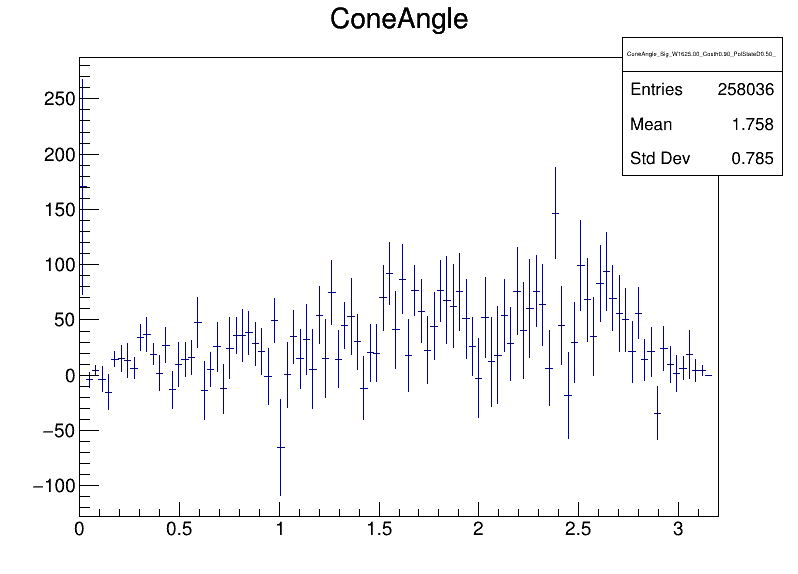 ConeAngle
ConeAngle_Sig_W1625.00_Costh0.90_PolStateD0.50_
Entries 258036
Mean 1.758
Std Dev 0.785
250
200
150
100
50
0
−50
−100
0 0.5 1 1.5 2 2.5 3